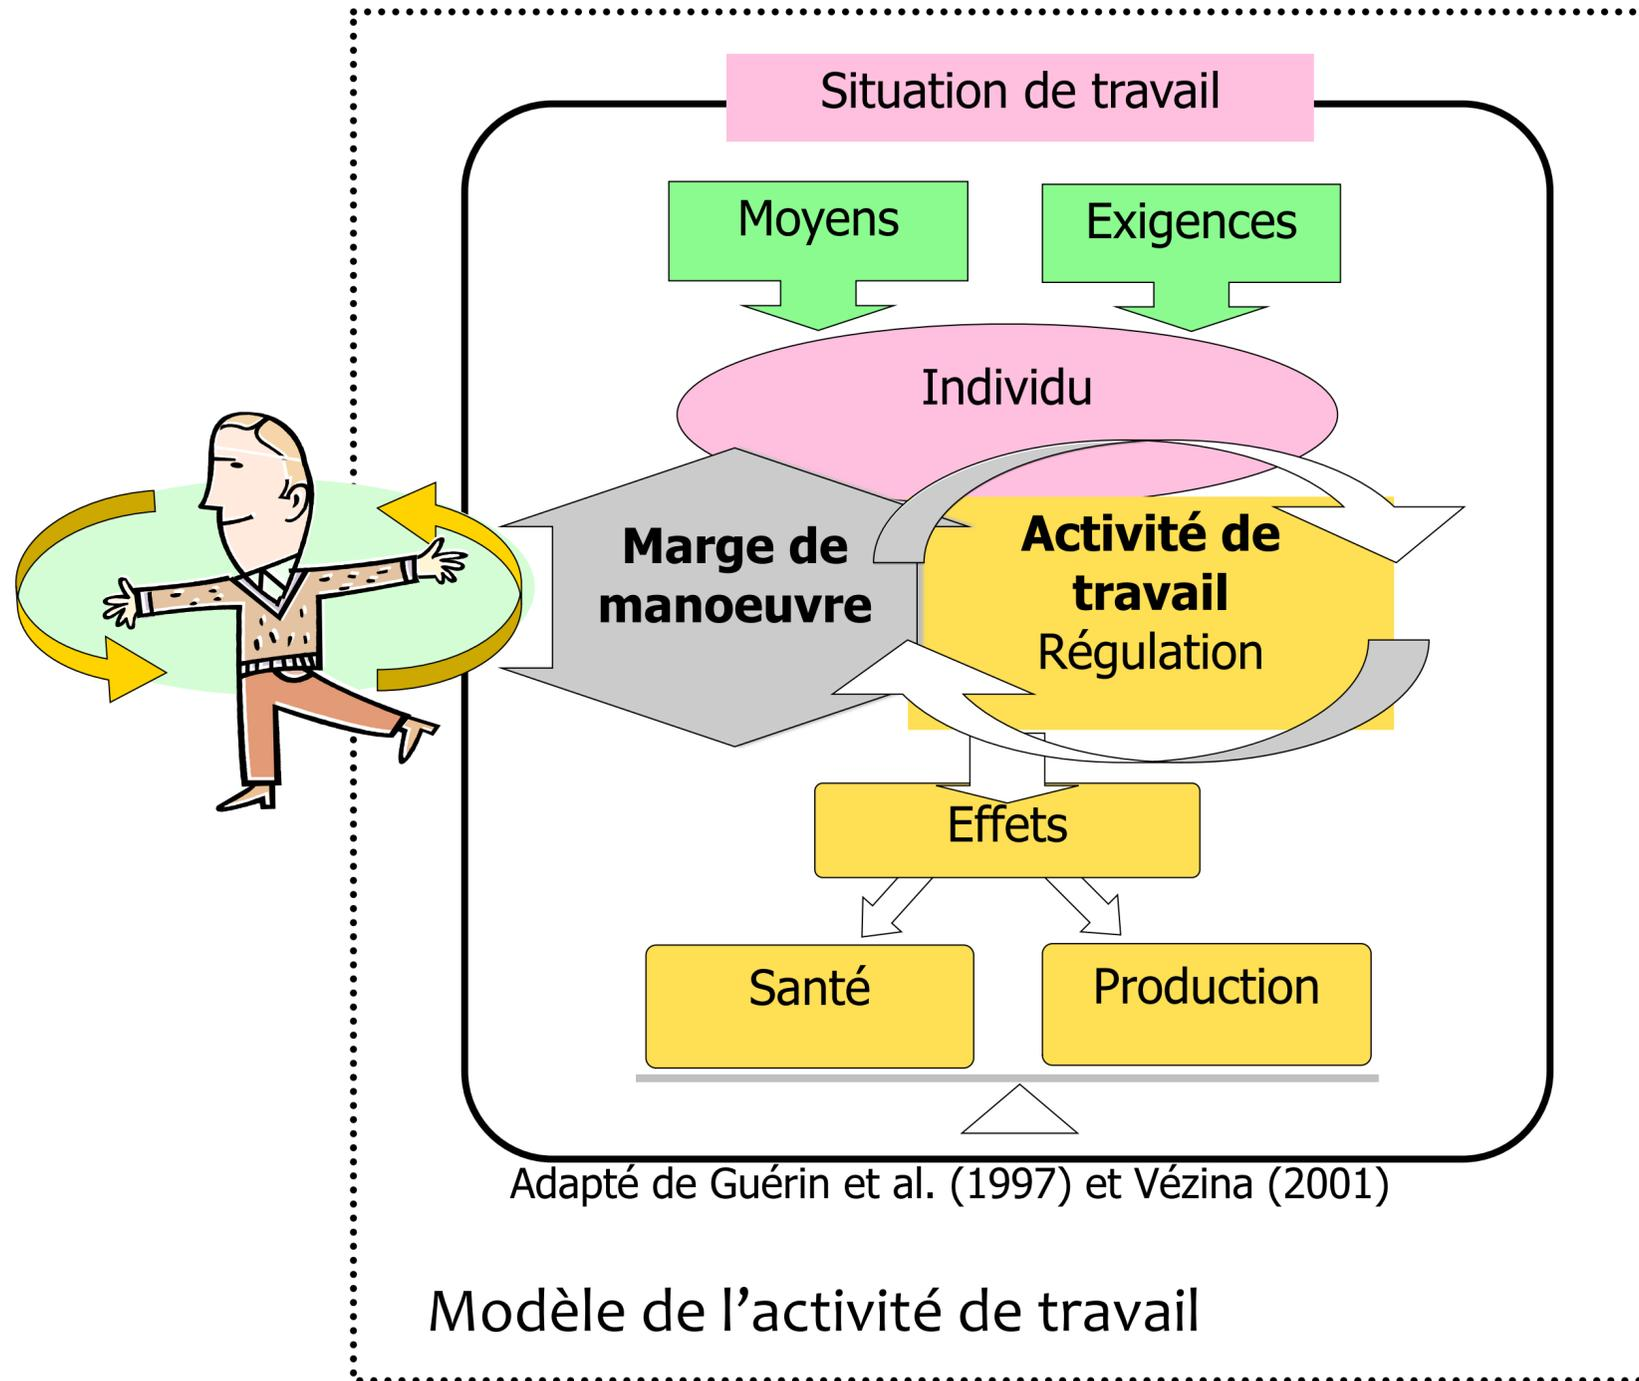 Situation de travail
Moyens
Exigences
Individu
Marge de
manoeuvre
Activité de
travail
Régulation
Effets
Santé
Production
Adapté de Guérin et al. (1997) et Vézina (2001)
Modèle de l’activité de travail